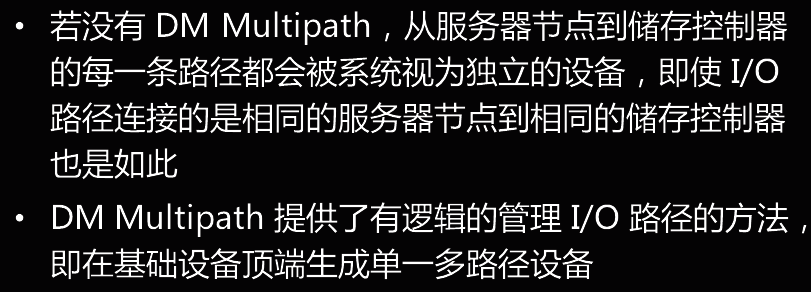 • 若没有 DM Multipath，从服务器节点到储存控制器
的每一条路径都会被系统视为独立的设备，即使 I/O
路径连接的是相同的服务器节点到相同的储存控制器
也是如此
• DM Multipath 提供了有逻辑的管理 I/O 路径的方法，
即在基础设备顶端生成单一多路径设备